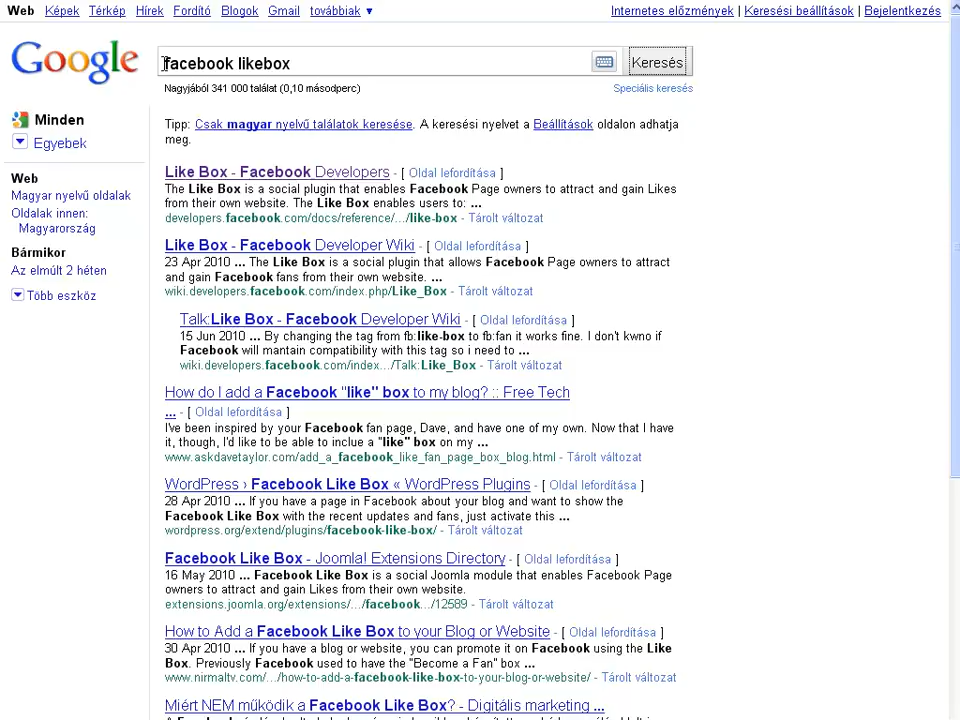 Web Képek Térkép Hírek Fordító Blogok Gmail továbbiak ▼ Internetes előzmények | Keresési beállítások | Bejelentkezés
Google facebook likebox Keresés
Nagyjából 341 000 találat (0,10 másodperc) Speciális keresés
Minden
Egyebek
Web
Magyar nyelvű oldalak
Oldalak innen:
Magyarország
Bármikor
Az elmúlt 2 héten
Több eszköz
Tipp: Csak magyar nyelvű találatok keresése. A keresési nyelvet a Beállítások oldalon adhatja
meg.
Like Box - Facebook Developers - [ Oldal lefordítása ]
The Like Box is a social plugin that enables Facebook Page owners to attract and gain Likes
from their own website. The Like Box enables users to: ...
developers.facebook.com/docs/reference/.../like-box - Tárolt változat
Like Box - Facebook Developer Wiki - [ Oldal lefordítása ]
23 Apr 2010 ... The Like Box is a social plugin that allows Facebook Page owners to attract
and gain Facebook fans from their own website. ...
wiki.developers.facebook.com/index.php/Like_Box - Tárolt változat
Talk:Like Box - Facebook Developer Wiki - [ Oldal lefordítása ]
15 Jun 2010 ... By changing the tag from fb:like-box to fb:fan it works fine. I don't kwno if
Facebook will mantain compatibility with this tag so i need to ...
wiki.developers.facebook.com/index.../Talk:Like_Box - Tárolt változat
How do I add a Facebook "like" box to my blog? :: Free Tech
... - [ Oldal lefordítása ]
I've been inspired by your Facebook fan page, Dave, and have one of my own. Now that I have
it, though, I'd like to be able to inclue a "like" box on my ...
www.askdavetaylor.com/add_a_facebook_like_fan_page_box_blog.html - Tárolt változat
WordPress › Facebook Like Box « WordPress Plugins - [ Oldal lefordítása ]
28 Apr 2010 ... If you have a page in Facebook about your blog and want to show the
Facebook Like Box with the recent updates and fans, just activate this ...
wordpress.org/extend/plugins/facebook-like-box/ - Tárolt változat
Facebook Like Box - Joomla! Extensions Directory - [ Oldal lefordítása ]
16 May 2010 ... Facebook Like Box is a social Joomla module that enables Facebook Page
owners to attract and gain Likes from their own website.
extensions.joomla.org/extensions/.../facebook.../12589 - Tárolt változat
How to Add a Facebook Like Box to your Blog or Website - [ Oldal lefordítása ]
30 Apr 2010 ... If you have a blog or website, you can promote it on Facebook using the Like
Box. Previously Facebook used to have the "Become a Fan" box ...
www.nirmaltv.com/.../how-to-add-a-facebook-like-box-to-your-blog-or-website/ - Tárolt változat
Miért NEM működik a Facebook Like Box? - Digitális marketing ...